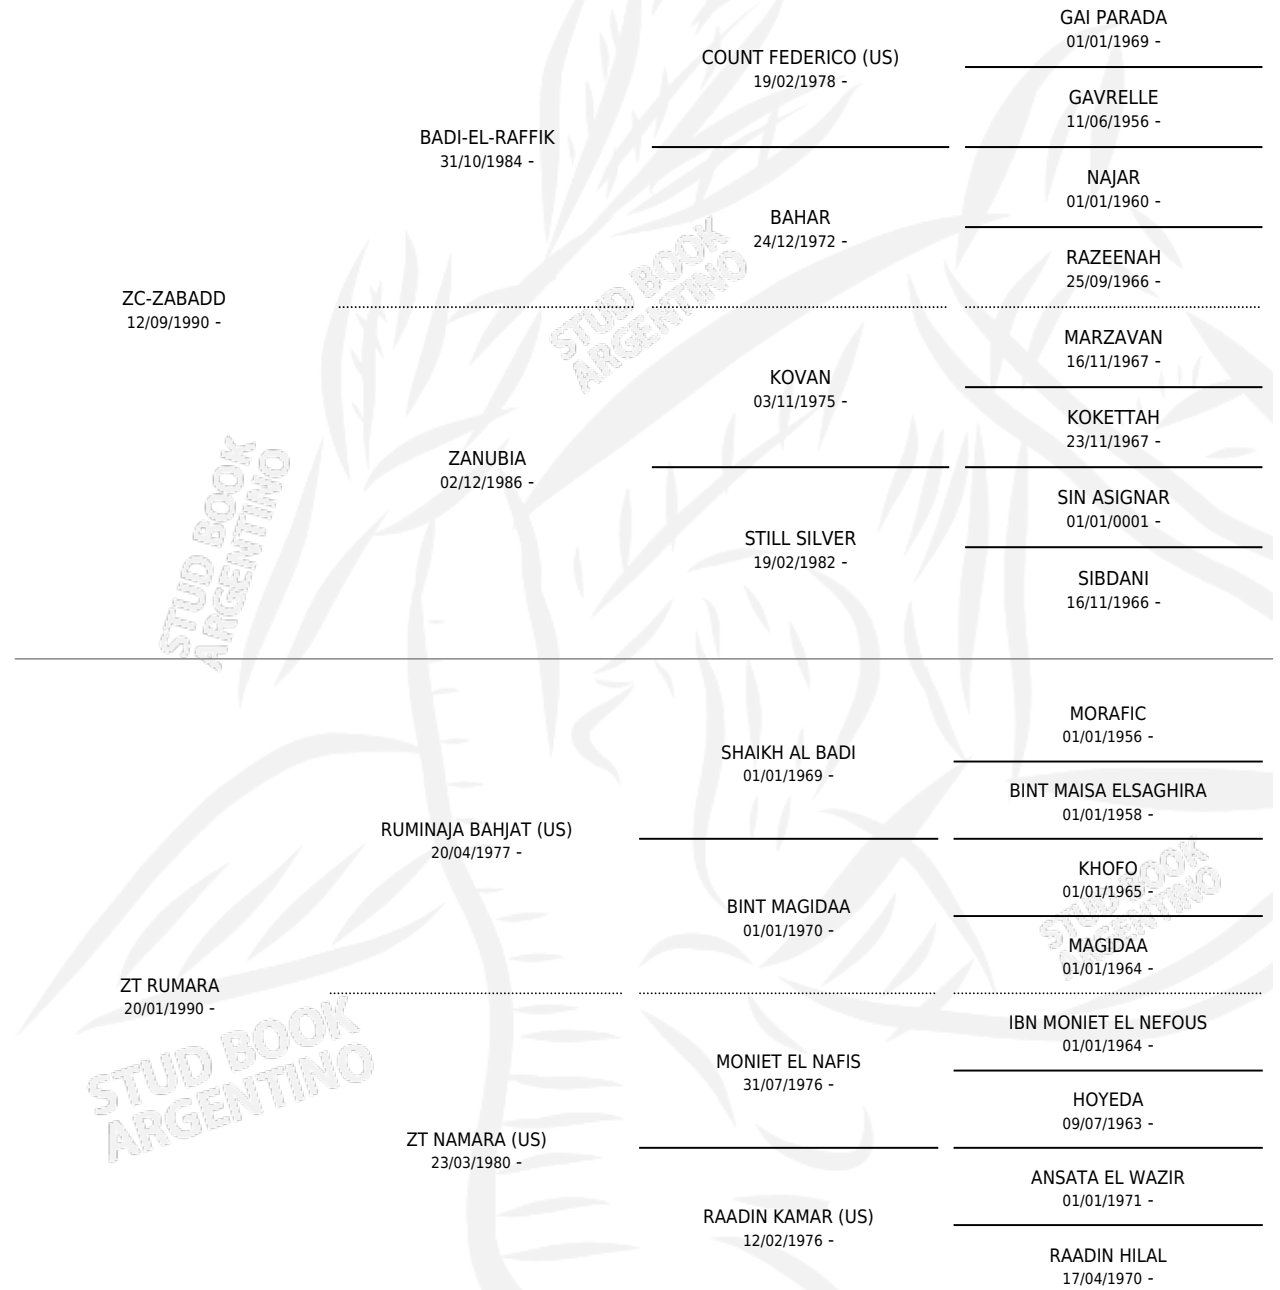 GAI PARADA
01/01/1969 -
COUNT FEDERICO (US)
19/02/1978 -
GAVRELLE
11/06/1956 -
BADI-EL-RAFFIK
31/10/1984 -
NAJAR
01/01/1960 -
BAHAR
24/12/1972 -
RAZEENAH
25/09/1966 -
STUD BOOK
ARGENTINO
ZC-ZABADD
12/09/1990 -
MARZAVAN
16/11/1967 -
KOVAN
03/11/1975 -
KOKETTAH
23/11/1967 -
ZANUBIA
02/12/1986 -
SIN ASIGNAR
01/01/0001 -
STILL SILVER
19/02/1982 -
SIBDANI
16/11/1966 -
STUD BOOK
ARGENTINO
MORAFIC
01/01/1956 -
SHAIKH AL BADI
01/01/1969 -
BINT MAISA ELSAGHIRA
01/01/1958 -
RUMINAJA BAHJAT (US)
20/04/1977 -
KHOFO
01/01/1965 -
BINT MAGIDAA
01/01/1970 -
STUD BOOK
ARGENTINO
MAGIDAA
01/01/1964 -
ZT RUMARA
20/01/1990 -
IBN MONIET EL NEFOUS
01/01/1964 -
MONIET EL NAFIS
31/07/1976 -
STUD BOOK
ARGENTINO
HOYEDA
09/07/1963 -
ZT NAMARA (US)
23/03/1980 -
ANSATA EL WAZIR
01/01/1971 -
RAADIN KAMAR (US)
12/02/1976 -
RAADIN HILAL
17/04/1970 -